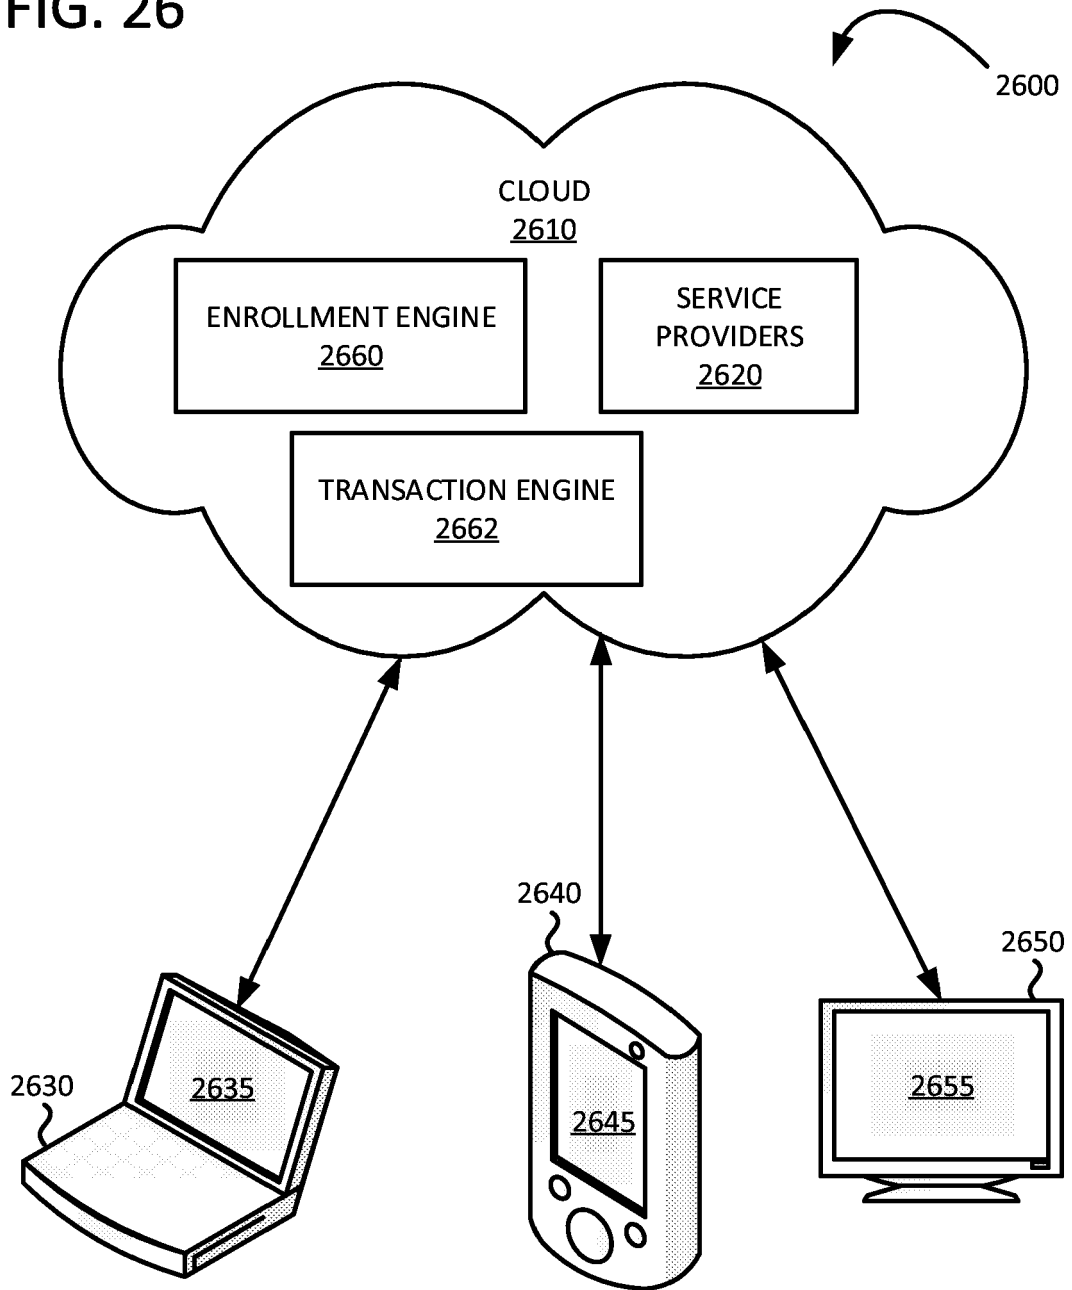 FIG. 26
2600
CLOUD
2610
ENROLLMENT ENGINE
2660
SERVICE
PROVIDERS
2620
TRANSACTION ENGINE
2662
2640
2650
2630
2635
2645
2655